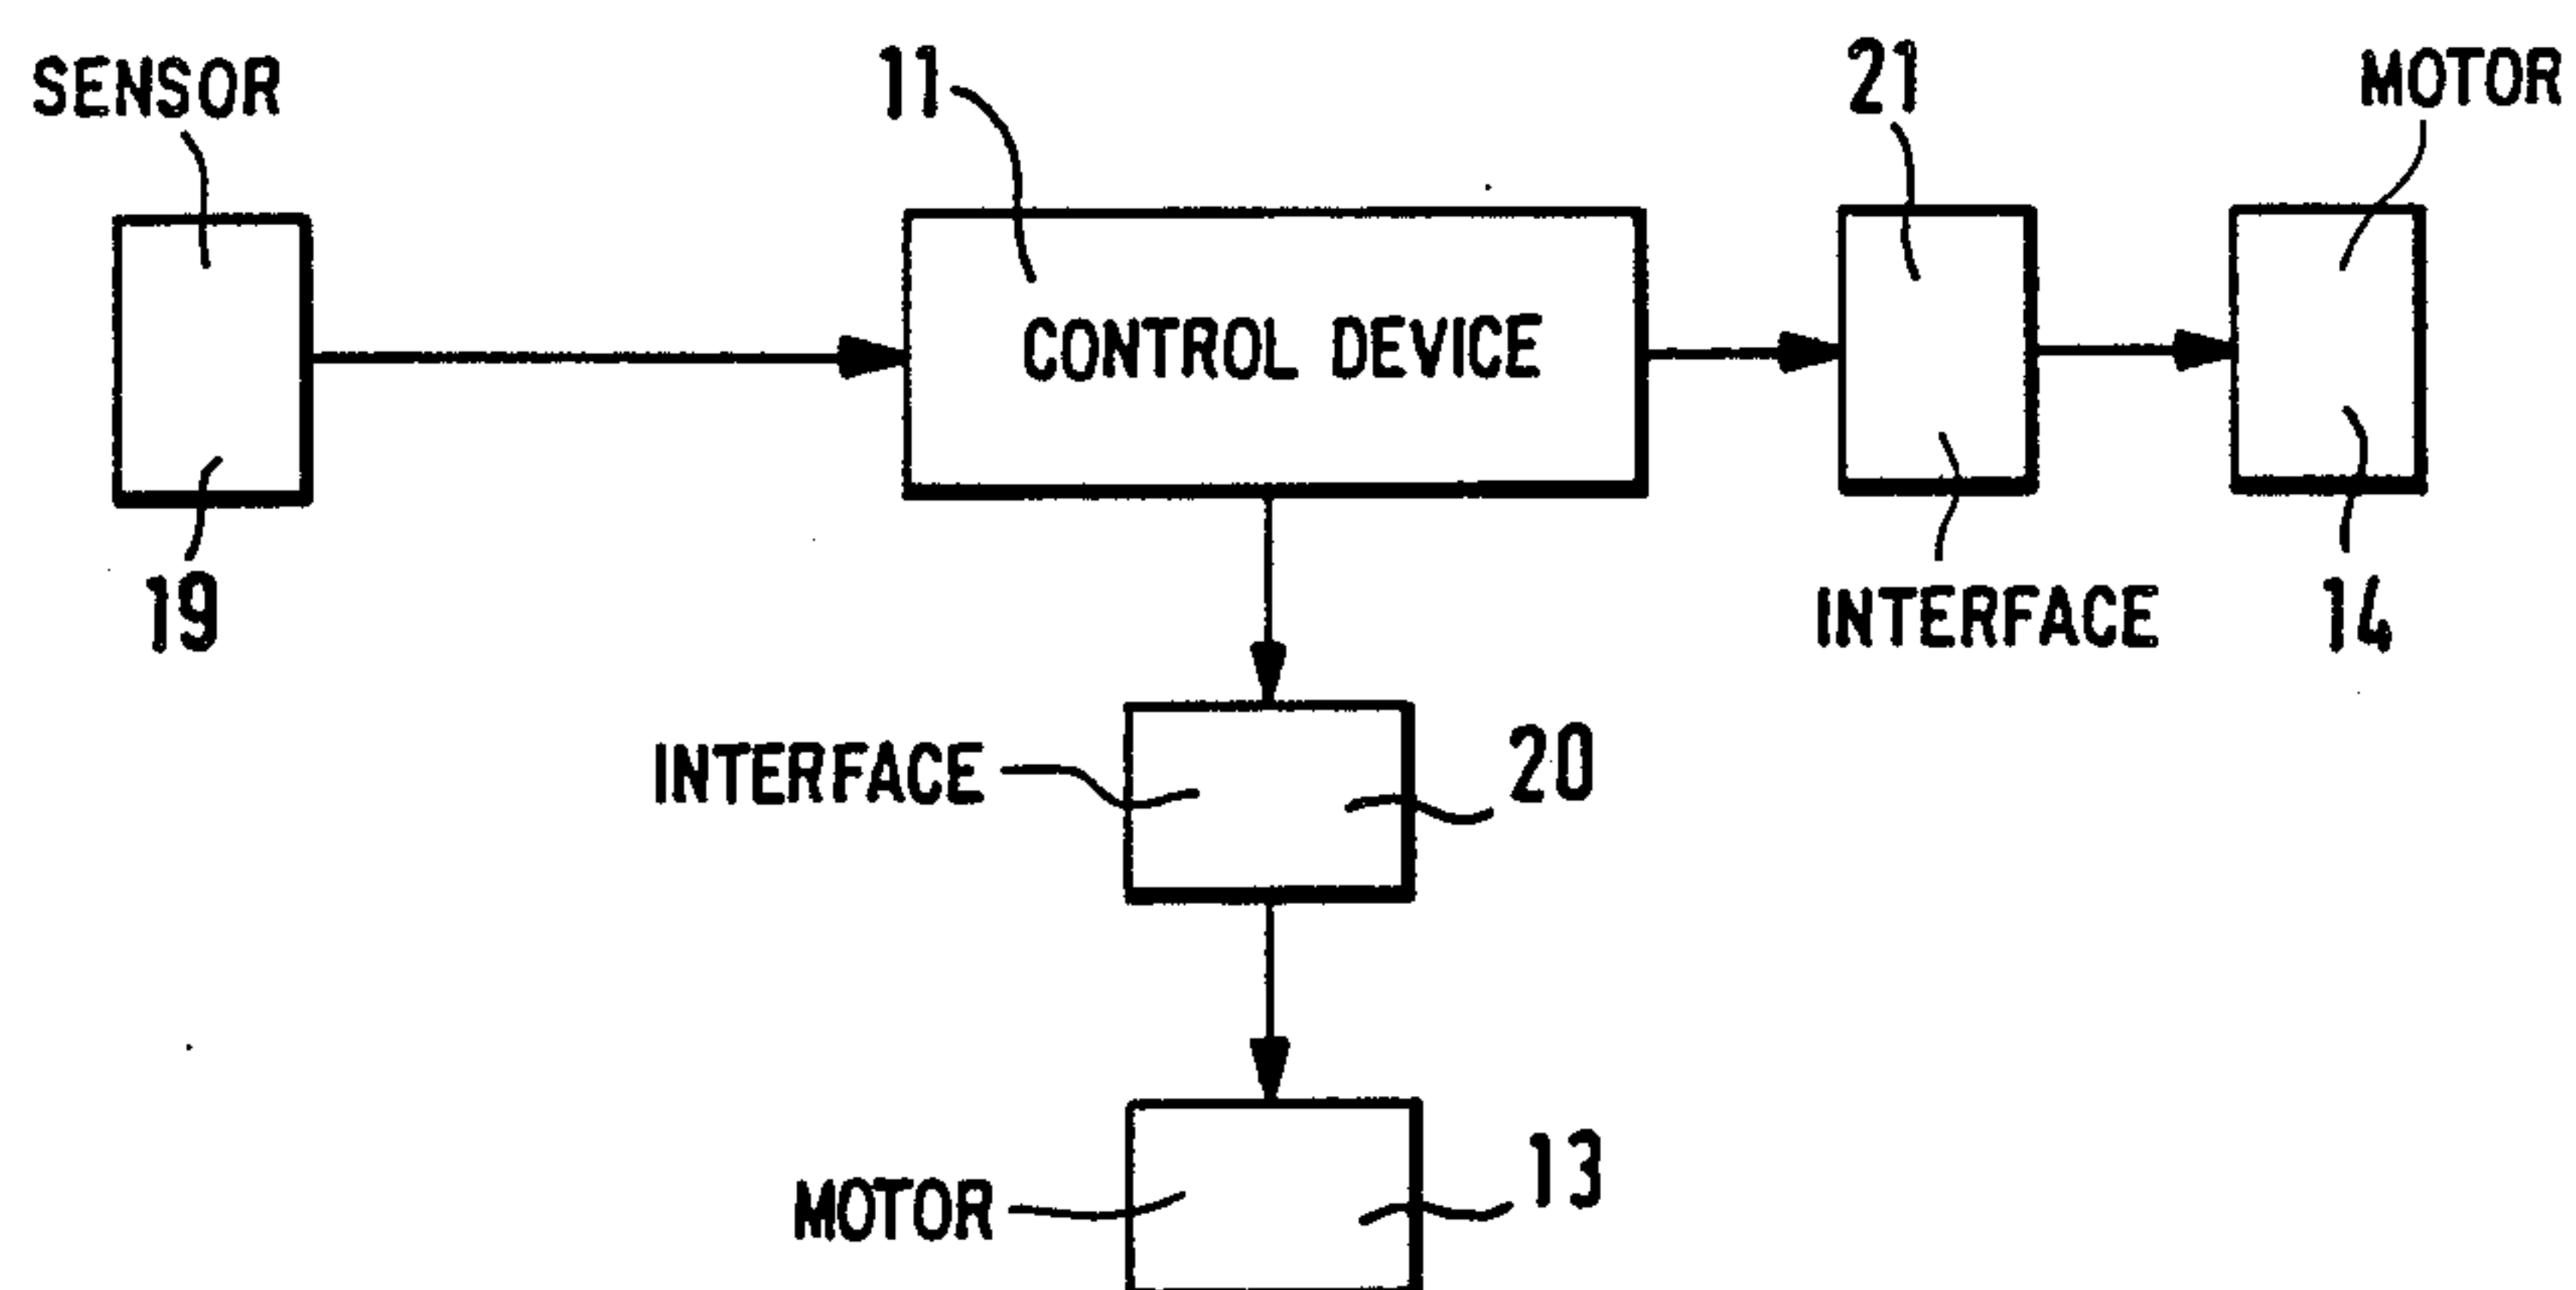 SENSOR
11
21
MOTOR
CONTROL DEVICE
19
INTERFACE
14
INTERFACE
20
MOTOR
13